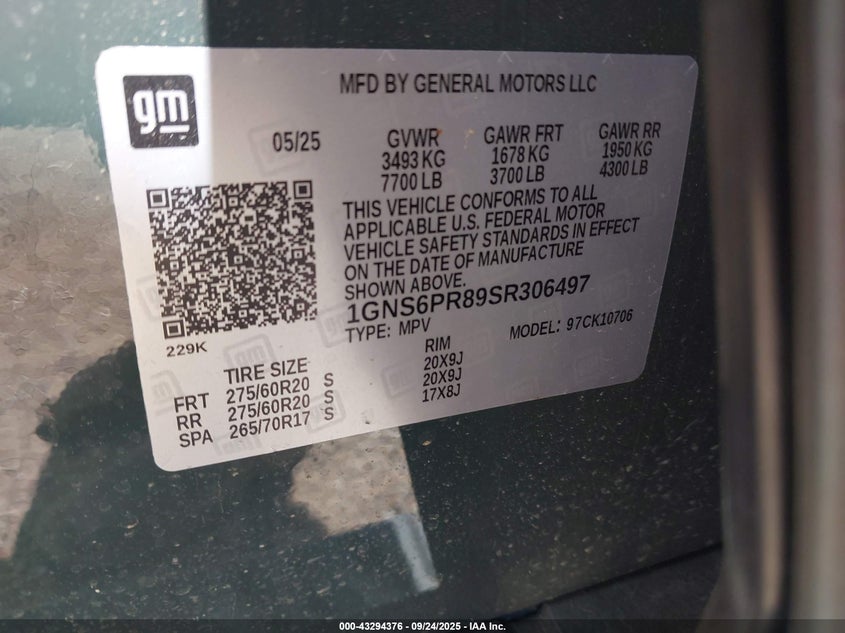 gm
MFD BY GENERAL MOTORS LLC
05/25
GVWR
3493 KG
7700 LB
GAWR FRT
1678 KG
3700 LB
GAWR RR
1950 KG
4300 LB
THIS VEHICLE CONFORMS TO ALL
APPLICABLE U.S. FEDERAL MOTOR
VEHICLE SAFETY STANDARDS IN EFFECT
ON THE DATE OF MANUFACTURE
SHOWN ABOVE.
1GNS6PR89SR306497
TYPE: MPV
MODEL: 97CK10706
229K
TIRE SIZE
RIM
FRT 275/60R20 S 20X9J
RR 275/60R20 S 20X9J
SPA 265/70R17 S 17X8J
000-43294376 - 09/24/2025 - IAA Inc.